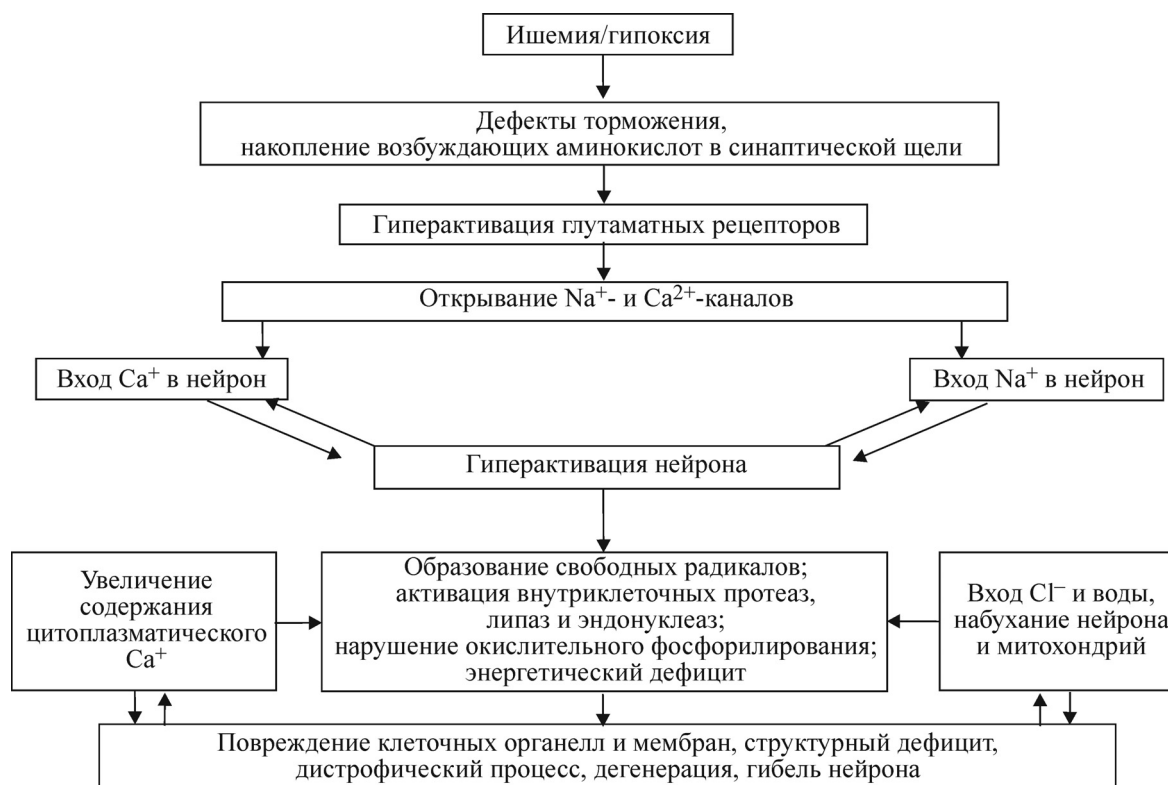 Ишемия/гипоксия
Дефекты торможения,
накопление возбуждающих аминокислот в синаптической щели
Гиперактивация глутаматных рецепторов
Открывание Na⁺- и Ca²⁺-каналов
Вход Ca⁺ в нейрон
Вход Na⁺ в нейрон
Гиперактивация нейрона
Увеличение
содержания
цитоплазматического
Ca⁺
Образование свободных радикалов;
активация внутриклеточных протеаз,
липаз и эндонуклеаз;
нарушение окислительного фосфорилирования;
энергетический дефицит
Вход Cl⁻ и воды,
набухание нейрона
и митохондрий
Повреждение клеточных органелл и мембран, структурный дефицит,
дистрофический процесс, дегенерация, гибель нейрона